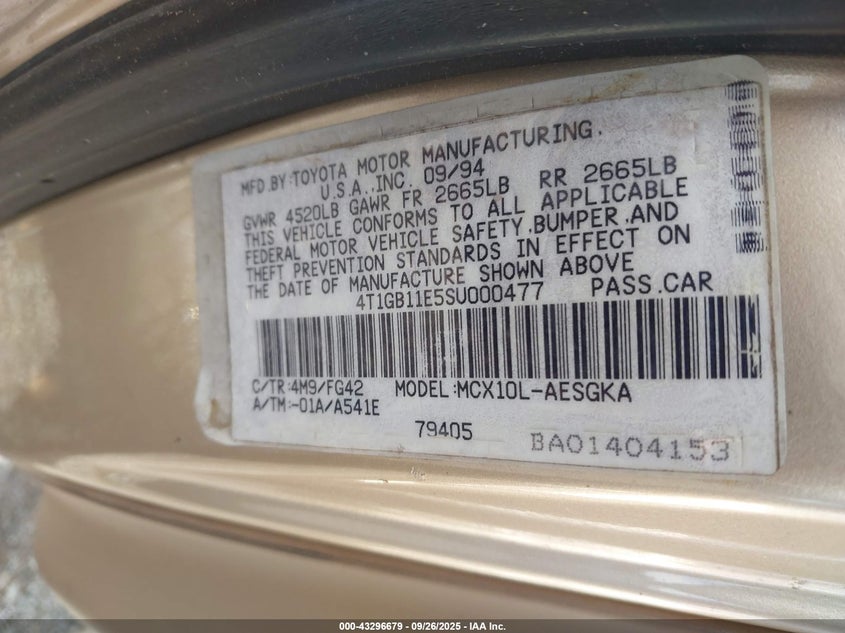 MFD.BY:TOYOTA MOTOR MANUFACTURING.
U.S.A.,INC. 09/94
GVWR 4520LB GAWR FR 2665LB RR 2665LB
THIS VEHICLE CONFORMS TO ALL APPLICABLE
FEDERAL MOTOR VEHICLE SAFETY,BUMPER,AND
THEFT PREVENTION STANDARDS IN EFFECT ON
THE DATE OF MANUFACTURE SHOWN ABOVE
4T1GB11E5SU000477 PASS.CAR
C/TR:4M9/FG42 MODEL:MCX10L-AESGKA
A/TM:-01A/A541E
79405 BA01404153
000-43296679 - 09/26/2025 - IAA Inc.